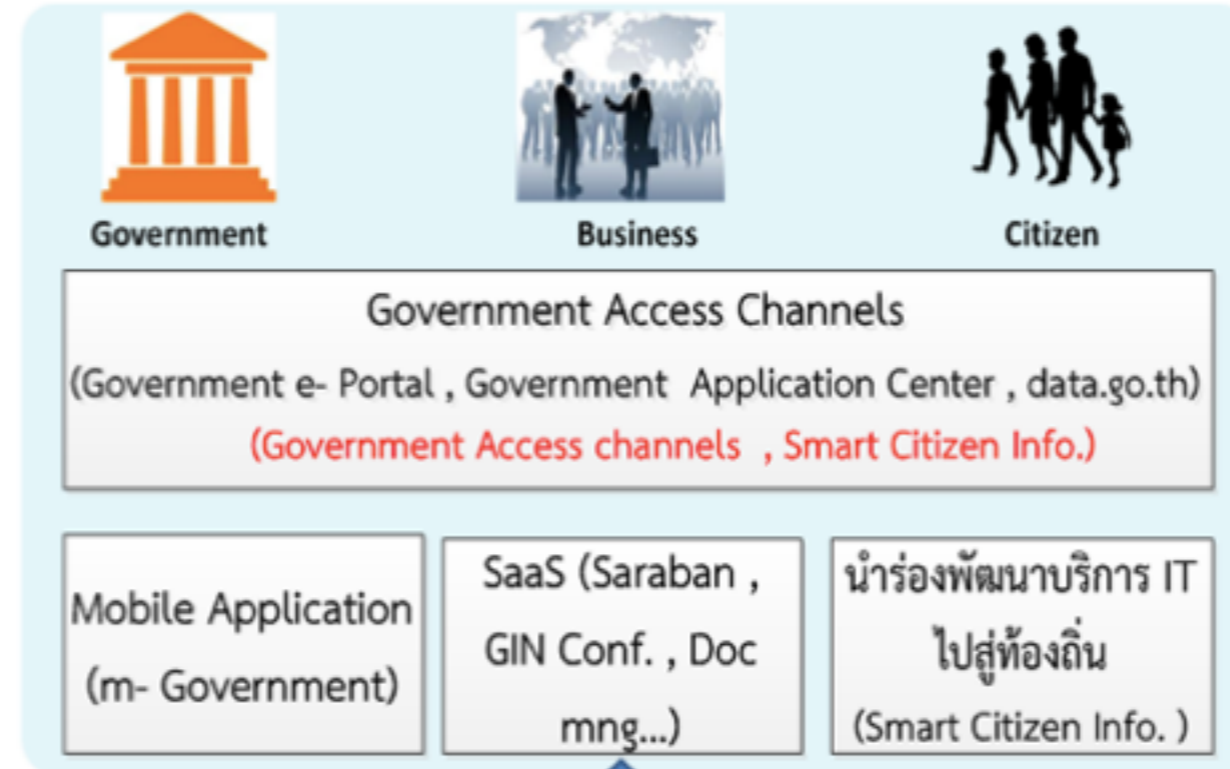 Government
Business
Citizen
Government Access Channels
(Government e- Portal , Government Application Center , data.go.th)
(Government Access channels , Smart Citizen Info.)
Mobile Application
(m- Government)
SaaS (Saraban ,
GIN Conf. , Doc
mng...)
นำร่องพัฒนาบริการ IT
ไปสู่ท้องถิ่น
(Smart Citizen Info. )